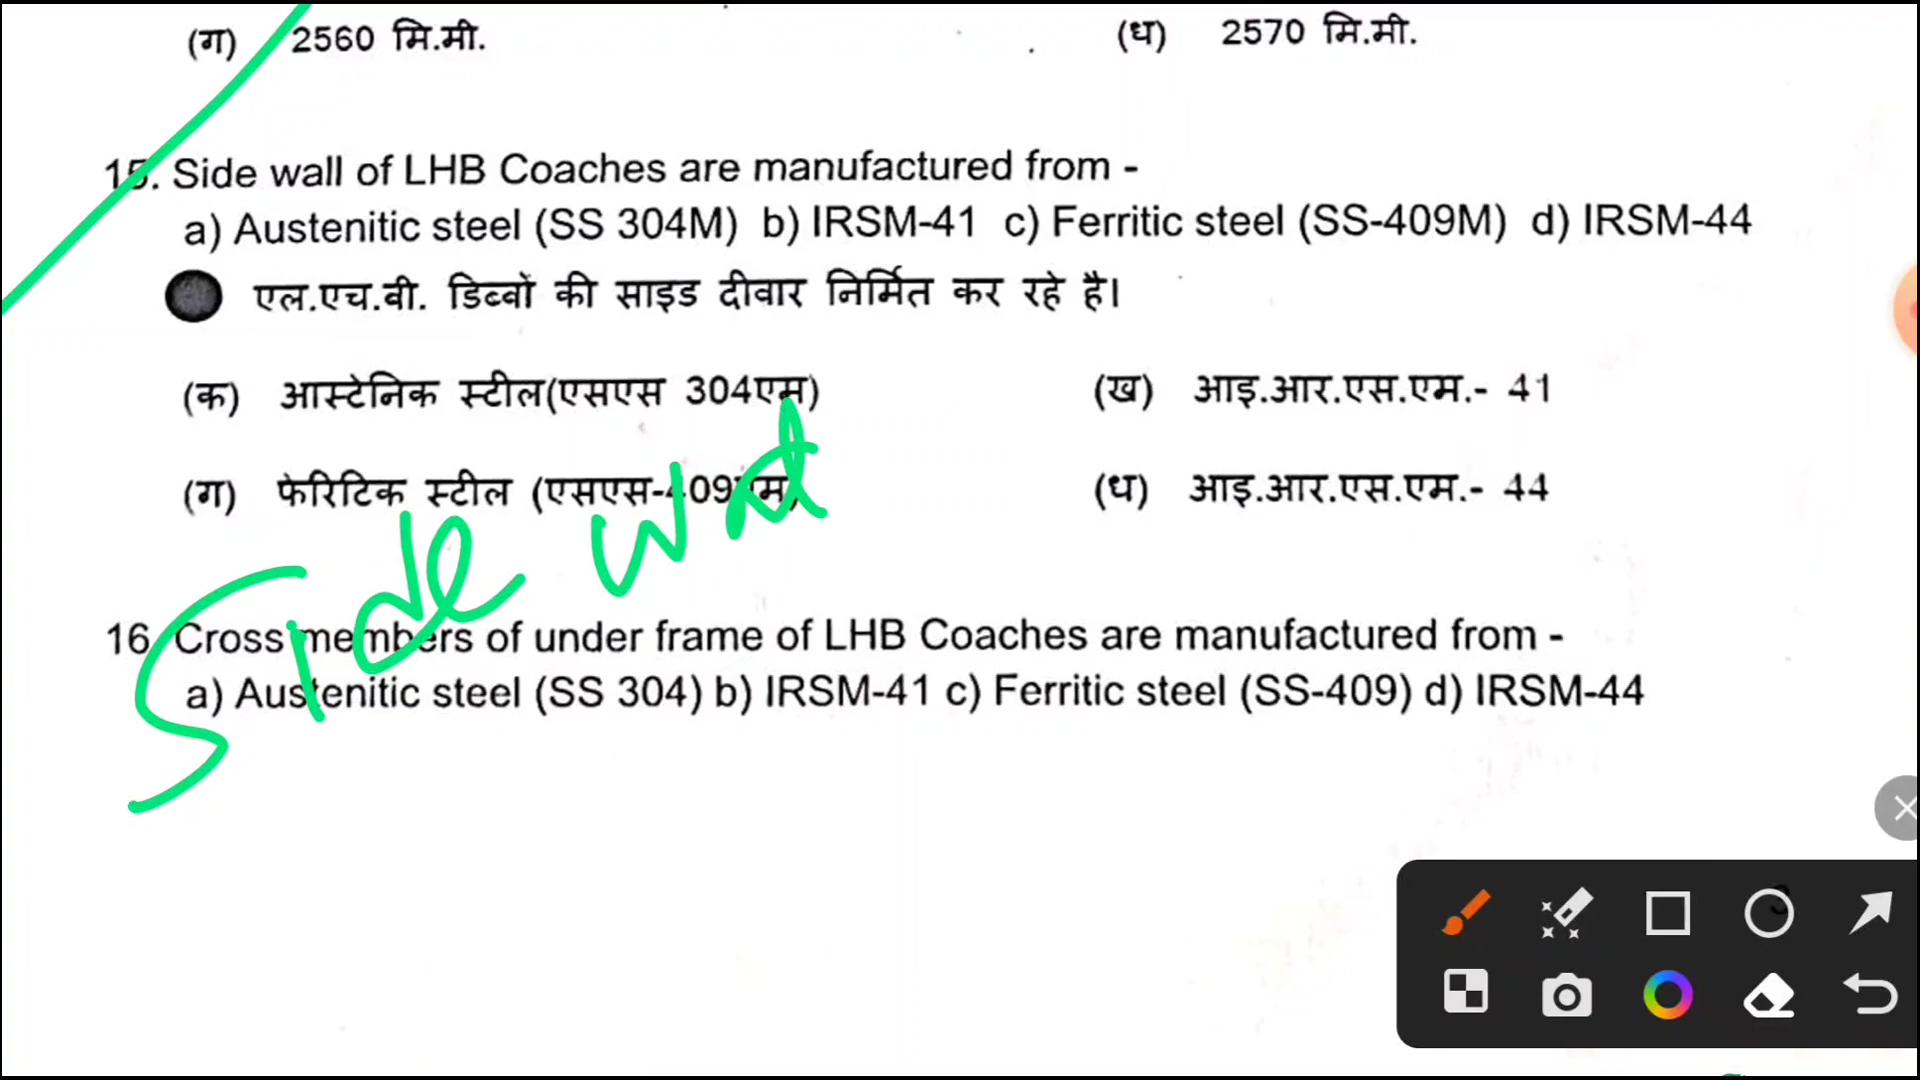 (ग) 2560 मि.मी. (ध) 2570 मि.मी.
15. Side wall of LHB Coaches are manufactured from -
a) Austenitic steel (SS 304M) b) IRSM-41 c) Ferritic steel (SS-409M) d) IRSM-44
एल.एच.बी. डिब्बों की साइड दीवार निर्मित कर रहे है।
(क) आस्टेनिक स्टील(एसएस 304एम) (ख) आइ.आर.एस.एम.- 41
(ग) फेरिटिक स्टील (एसएस-409एम) (ध) आइ.आर.एस.एम.- 44
Side
16. Cross members of under frame of LHB Coaches are manufactured from -
a) Austenitic steel (SS 304) b) IRSM-41 c) Ferritic steel (SS-409) d) IRSM-44